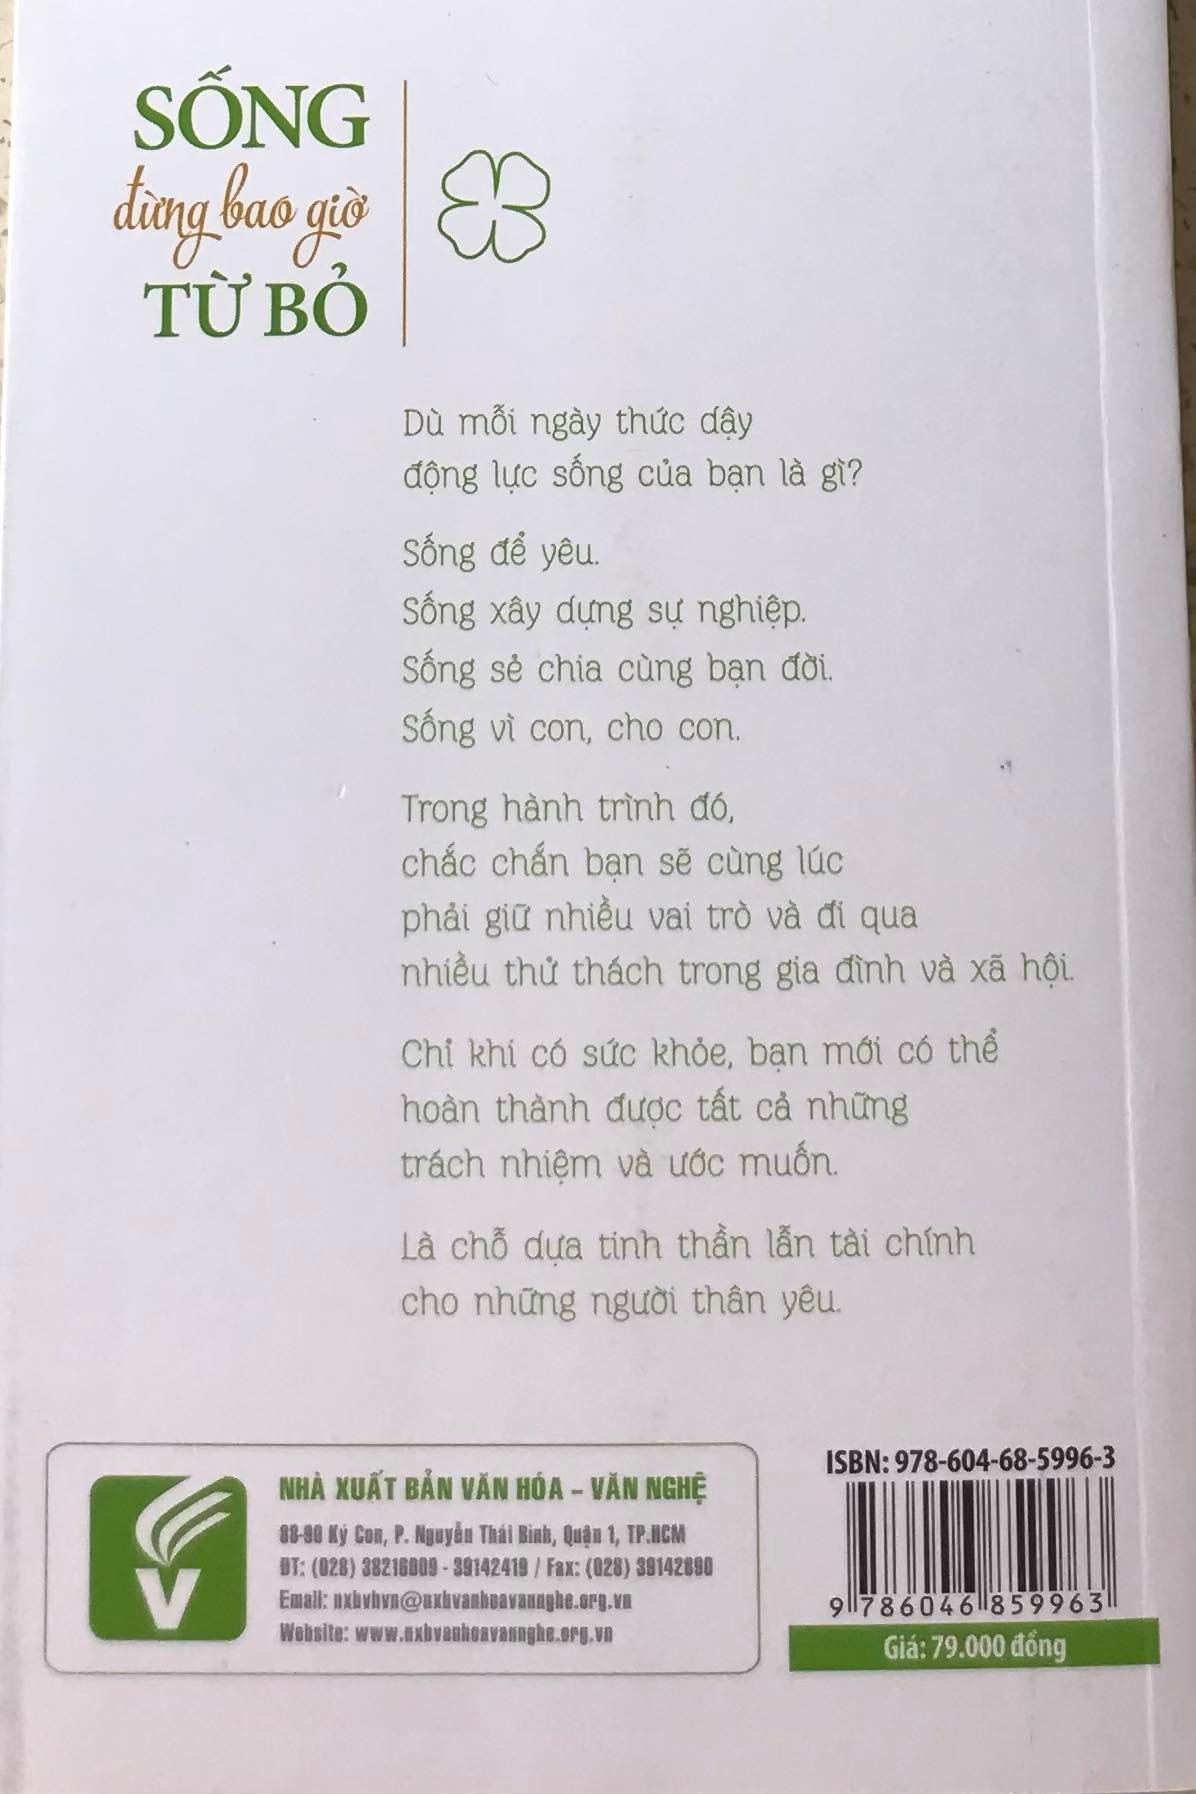 SỐNG
đừng bao giờ
TỪ BỎ
Dù mỗi ngày thức dậy
động lực sống của bạn là gì?
Sống để yêu.
Sống xây dựng sự nghiệp.
Sống sẻ chia cùng bạn đời.
Sống vì con, cho con.
Trong hành trình đó,
chắc chắn bạn sẽ cùng lúc
phải giữ nhiều vai trò và đi qua
nhiều thử thách trong gia đình và xã hội.
Chỉ khi có sức khỏe, bạn mới có thể
hoàn thành được tất cả những
trách nhiệm và ước muốn.
Là chỗ dựa tinh thần lẫn tài chính
cho những người thân yêu.
NHÀ XUẤT BẢN VĂN HÓA – VĂN NGHỆ
88-90 Ký Con, P. Nguyễn Thái Bình, Quận 1, TP.HCM
ĐT: (028) 38216009 - 39142419 / Fax: (028) 39142890
Email: nxbvhvn@nxbvanhoavannghe.org.vn
Website: www.nxbvanhoavannghe.org.vn
ISBN: 978-604-68-5996-3
9 786046 859963
Giá: 79.000 đồng